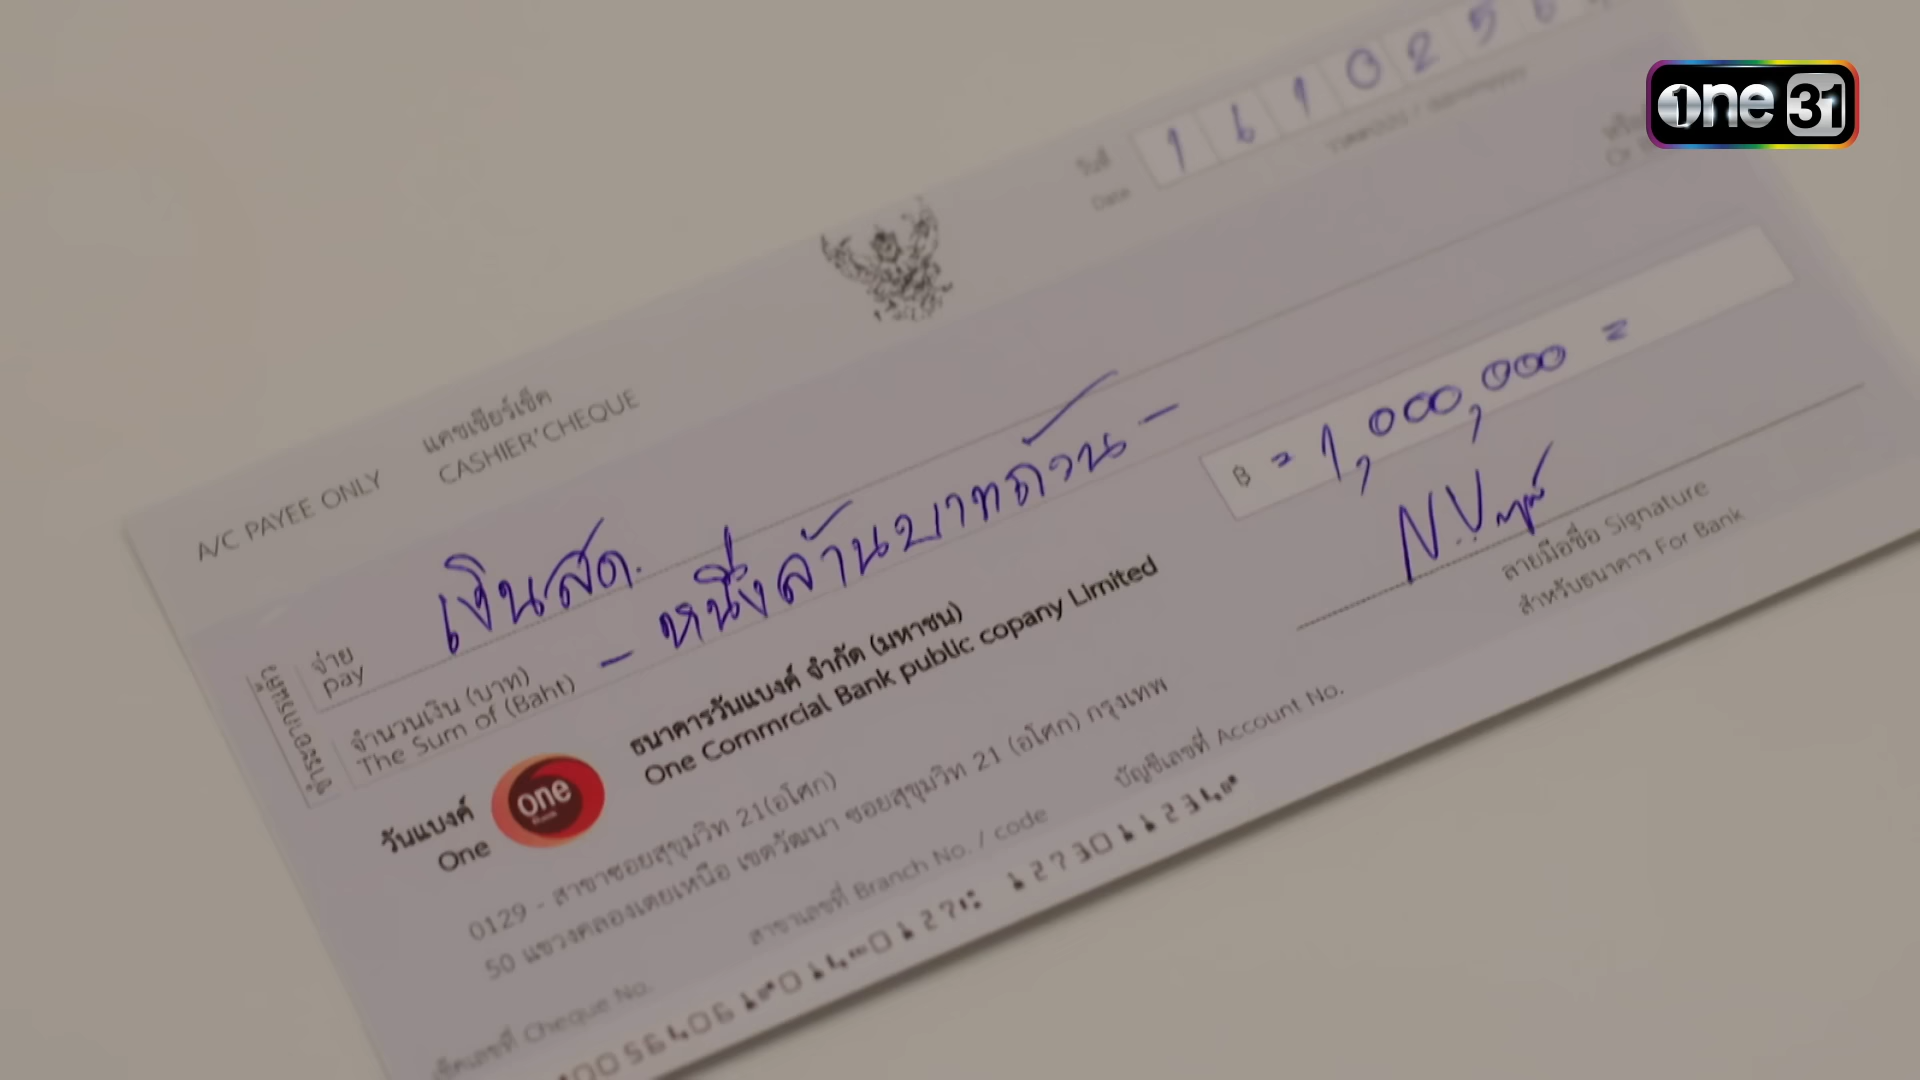 one31
วันที่
Date
1 6 1 0 2 5
แคชเชียร์เช็ค
A/C PAYEE ONLY CASHIER'CHEQUE
จ่าย
pay
เงินสด.
จำนวนเงิน (บาท)
The Sum of (Baht)
- หนึ่งล้านบาทถ้วน -
B = 1,000,000 =
ลายมือชื่อ Signature
สำหรับธนาคาร For Bank
วันแบงค์
One
one
ธนาคารวันแบงค์ จำกัด (มหาชน)
One Commrcial Bank public copany Limited
0129 - สาขาซอยสุขุมวิท 21(อโศก)
50 แขวงคลองเตยเหนือ เขตวัฒนา ซอยสุขุมวิท 21 (อโศก) กรุงเทพ
เช็คเลขที่ Cheque No.
สาขาเลขที่ Branch No. / code
บัญชีเลขที่ Account No.